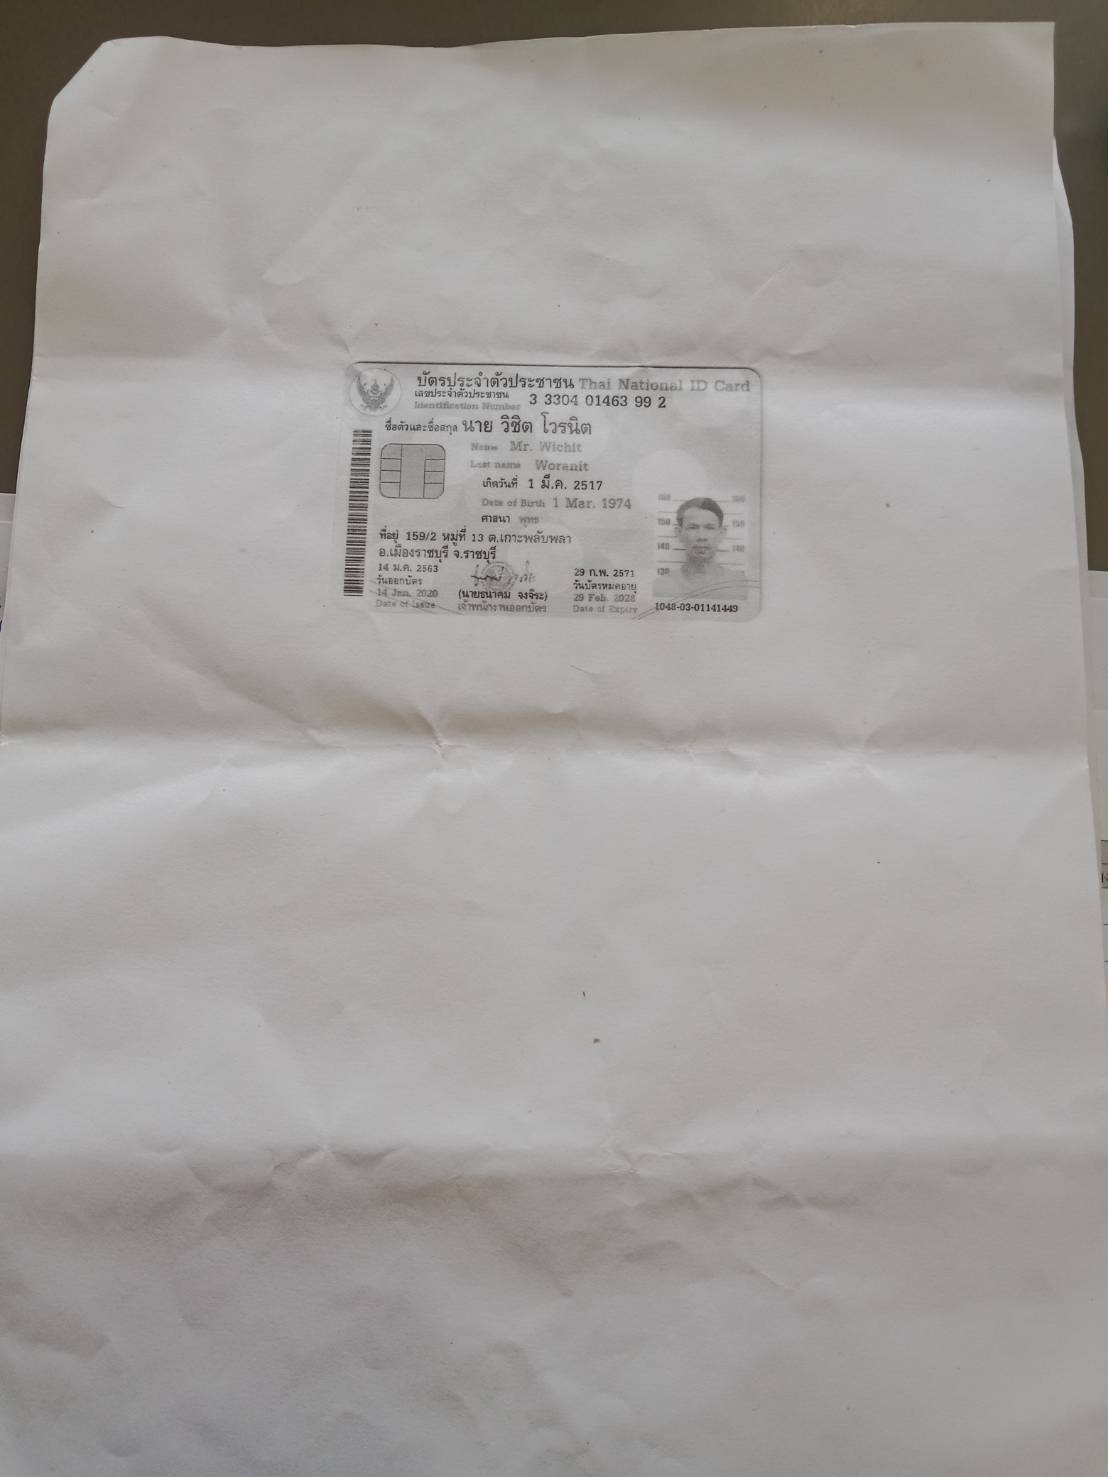 บัตรประจำตัวประชาชน Thai National ID Card
เลขประจำตัวประชาชน 3 3304 01463 99 2
Identification Number
ชื่อตัวและชื่อสกุล นาย วิชิต โวรนิต
Name Mr. Wichit
Last name Woranit
เกิดวันที่ 1 มี.ค. 2517
Date of Birth 1 Mar. 1974
ศาสนา พุทธ
ที่อยู่ 159/2 หมู่ที่ 13 ต.เกาะพลับพลา
อ.เมืองราชบุรี จ.ราชบุรี
14 ม.ค. 2563
วันออกบัตร
14 Jan. 2020
Date of Issue
(นายธนาคม จงจิระ)
เจ้าพนักงานออกบัตร
29 ก.พ. 2571
วันบัตรหมดอายุ
29 Feb. 2028
Date of Expiry
160 160
150 150
140 140
130
1048-03-01141449